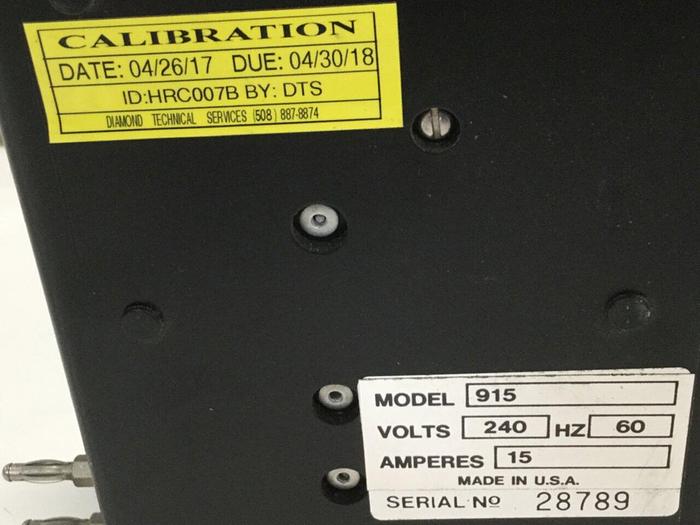 CALIBRATION
DATE: 04/26/17 DUE: 04/30/18
ID:HRC007B BY: DTS
DIAMOND TECHNICAL SERVICES (508) 887-8874
MODEL 915
VOLTS 240 HZ 60
AMPERES 15
MADE IN U.S.A.
SERIAL Nº 28789